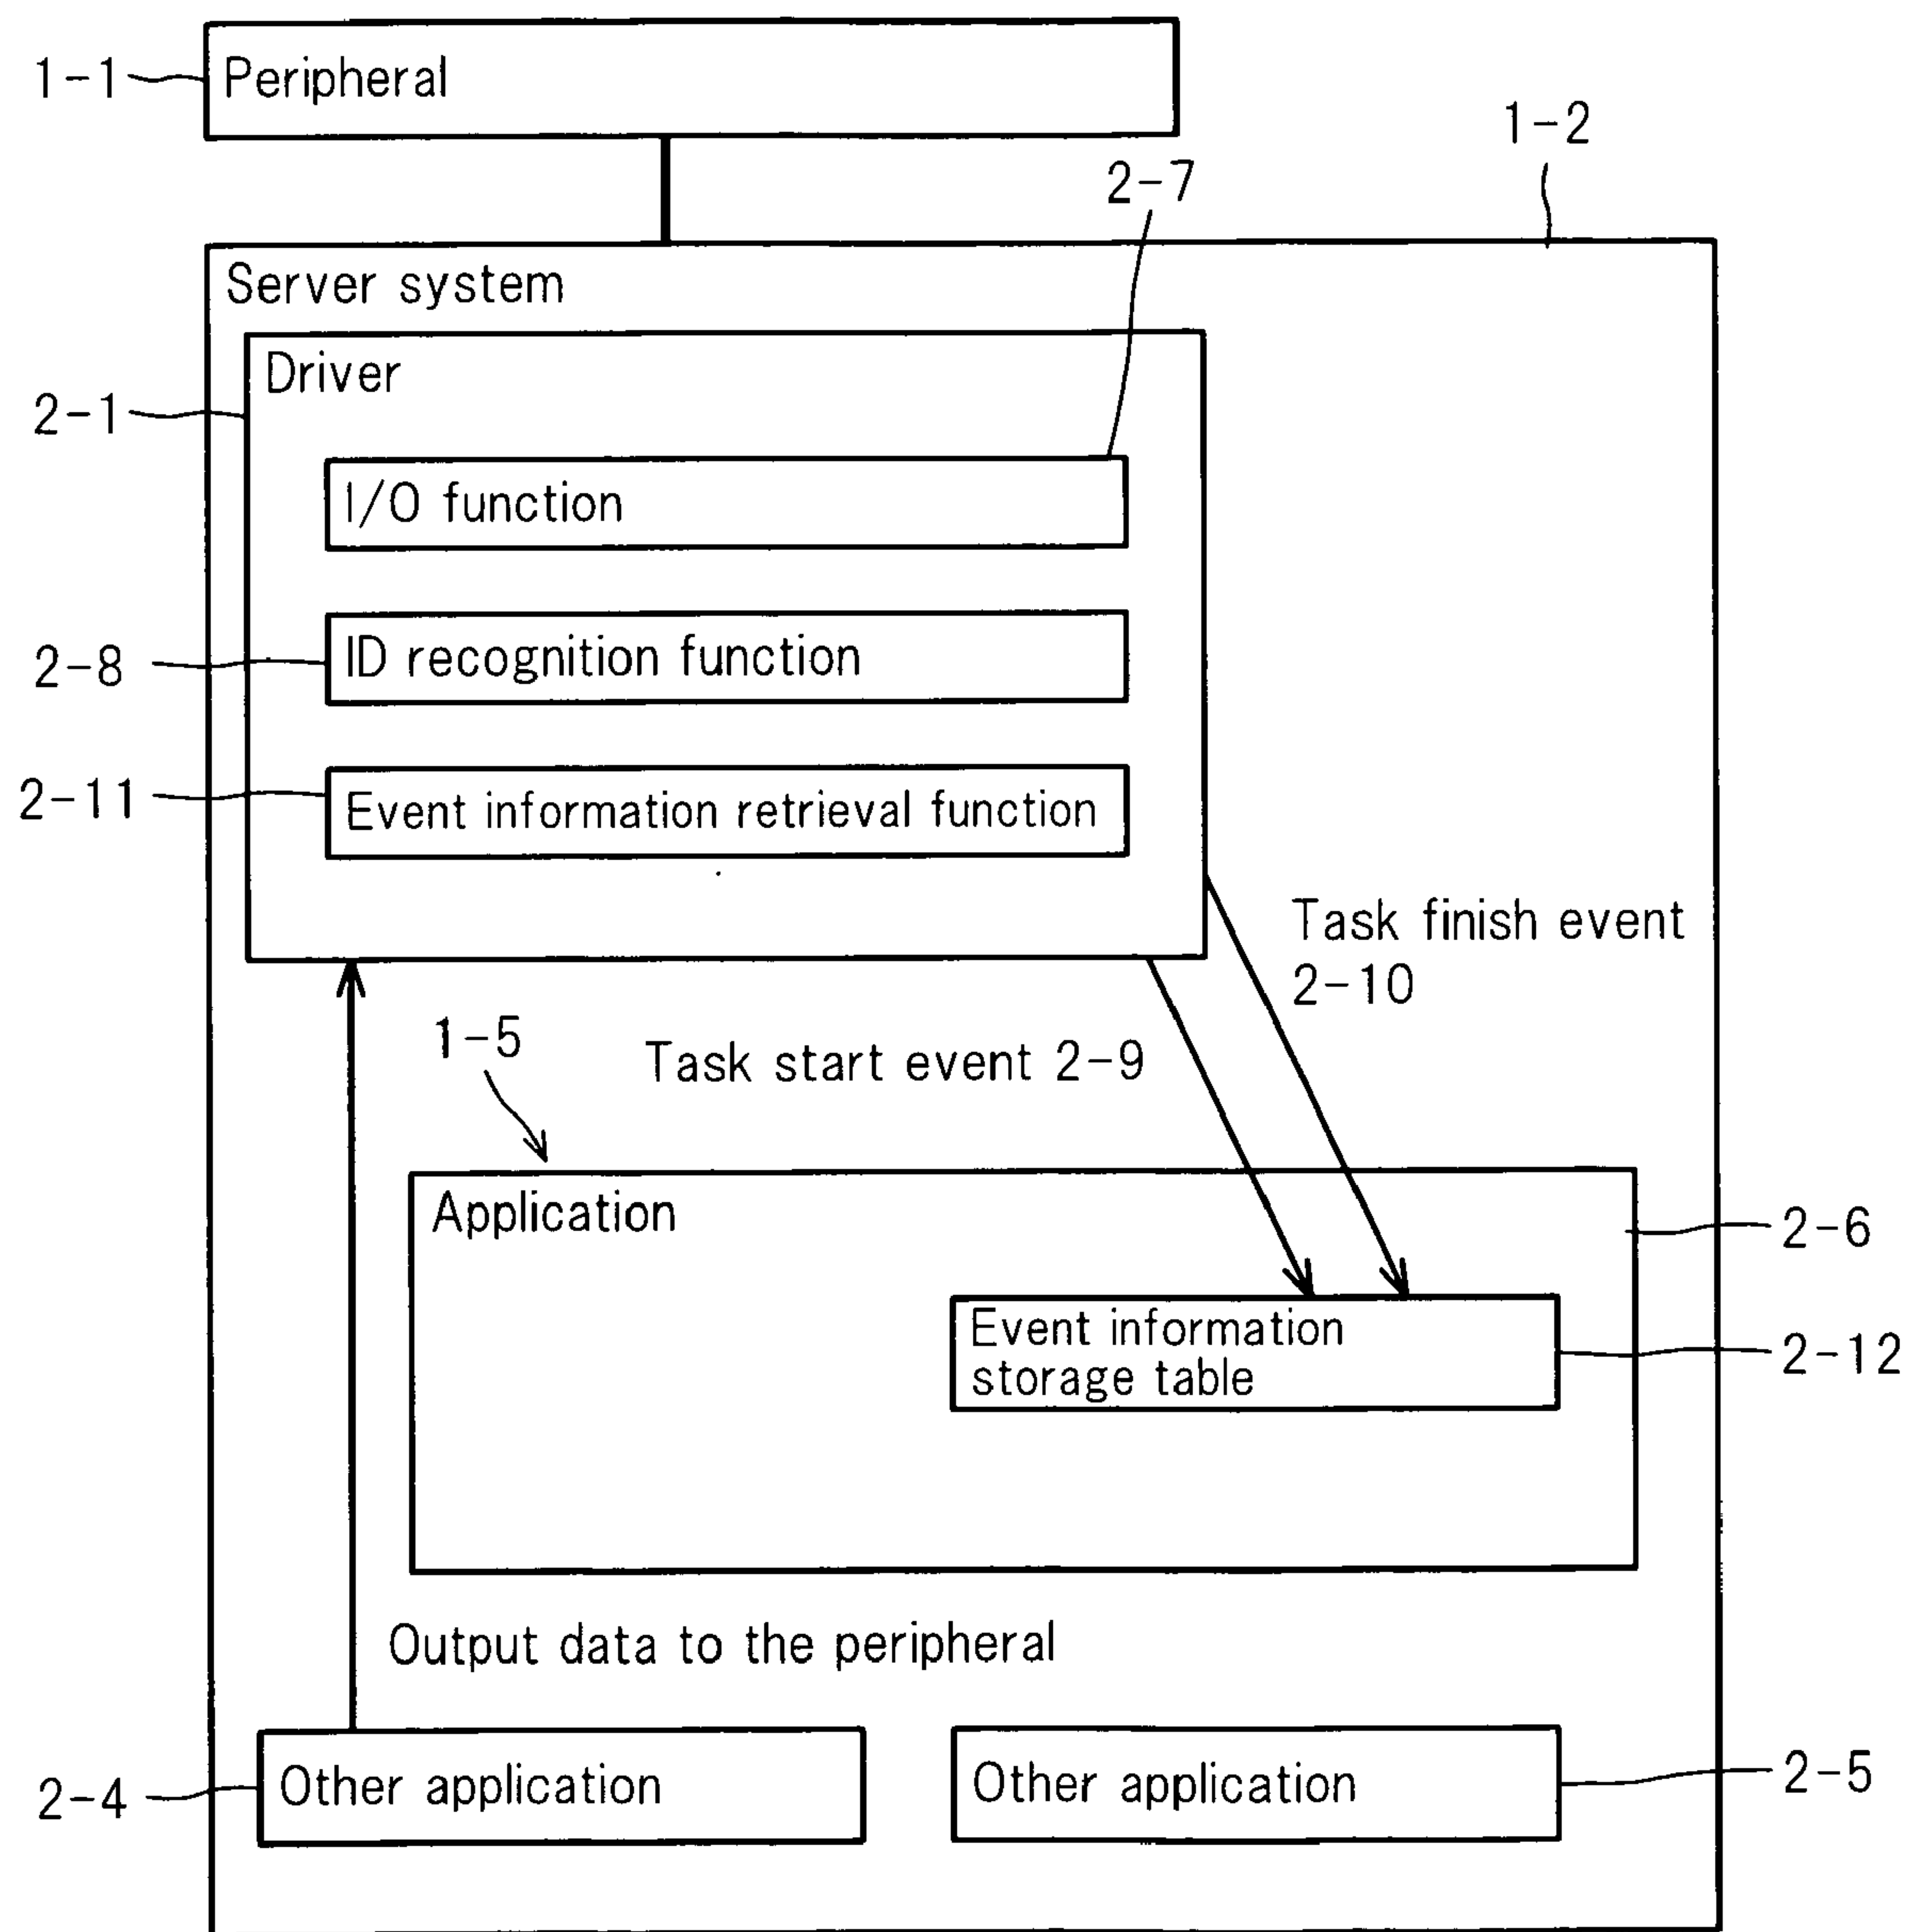 1-1
Peripheral
1-2
2-7
Server system
Driver
2-1
I/O function
2-8
ID recognition function
2-11
Event information retrieval function
Task finish event
2-10
1-5
Task start event 2-9
Application
2-6
Event information
storage table
2-12
Output data to the peripheral
2-4
Other application
Other application
2-5